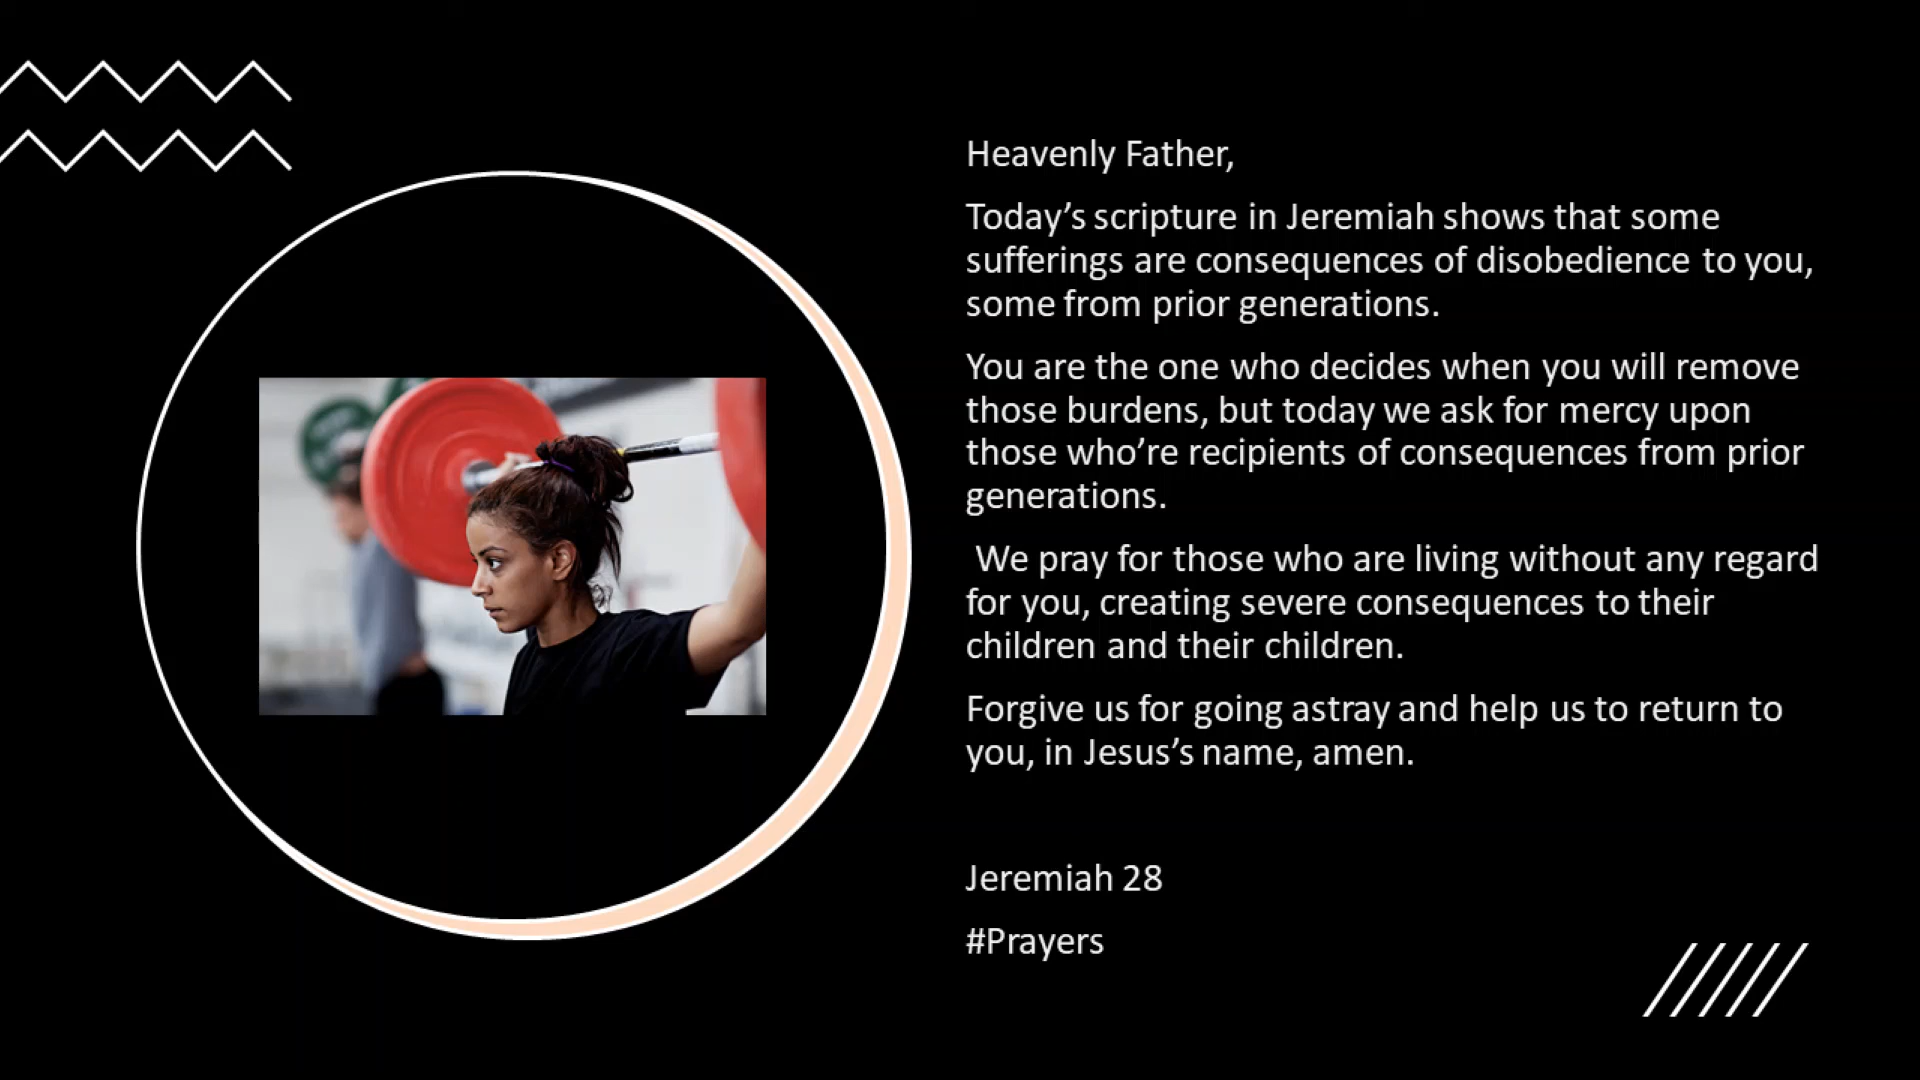 Heavenly Father,
Today’s scripture in Jeremiah shows that some
sufferings are consequences of disobedience to you,
some from prior generations.
You are the one who decides when you will remove
those burdens, but today we ask for mercy upon
those who’re recipients of consequences from prior
generations.
We pray for those who are living without any regard
for you, creating severe consequences to their
children and their children.
Forgive us for going astray and help us to return to
you, in Jesus’s name, amen.
Jeremiah 28
#Prayers